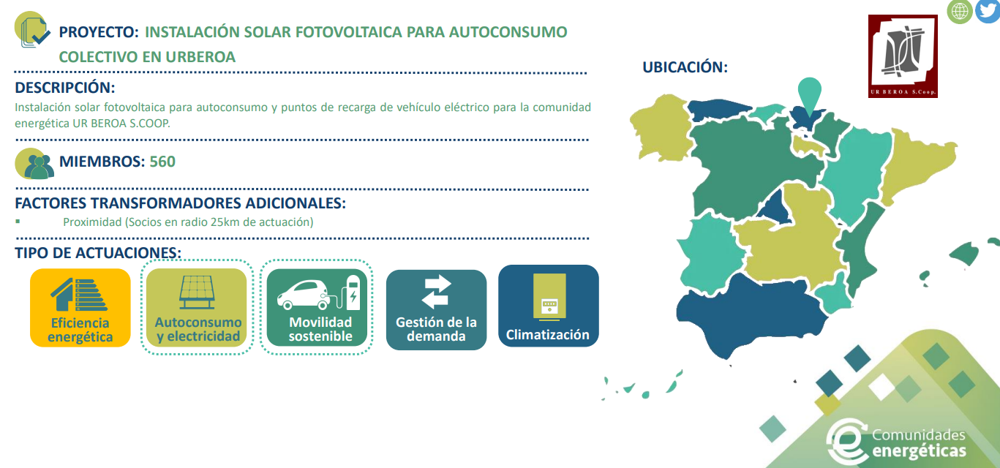 PROYECTO: INSTALACIÓN SOLAR FOTOVOLTAICA PARA AUTOCONSUMO
COLECTIVO EN URBEROA
DESCRIPCIÓN:
Instalación solar fotovoltaica para autoconsumo y puntos de recarga de vehículo eléctrico para la comunidad
energética UR BEROA S.COOP.
MIEMBROS: 560
FACTORES TRANSFORMADORES ADICIONALES:
▪ Proximidad (Socios en radio 25km de actuación)
TIPO DE ACTUACIONES:
Eficiencia
energética
Autoconsumo
y electricidad
Movilidad
sostenible
Gestión de la
demanda
Climatización
UBICACIÓN:
UR BEROA S.Coop.
Comunidades
energéticas